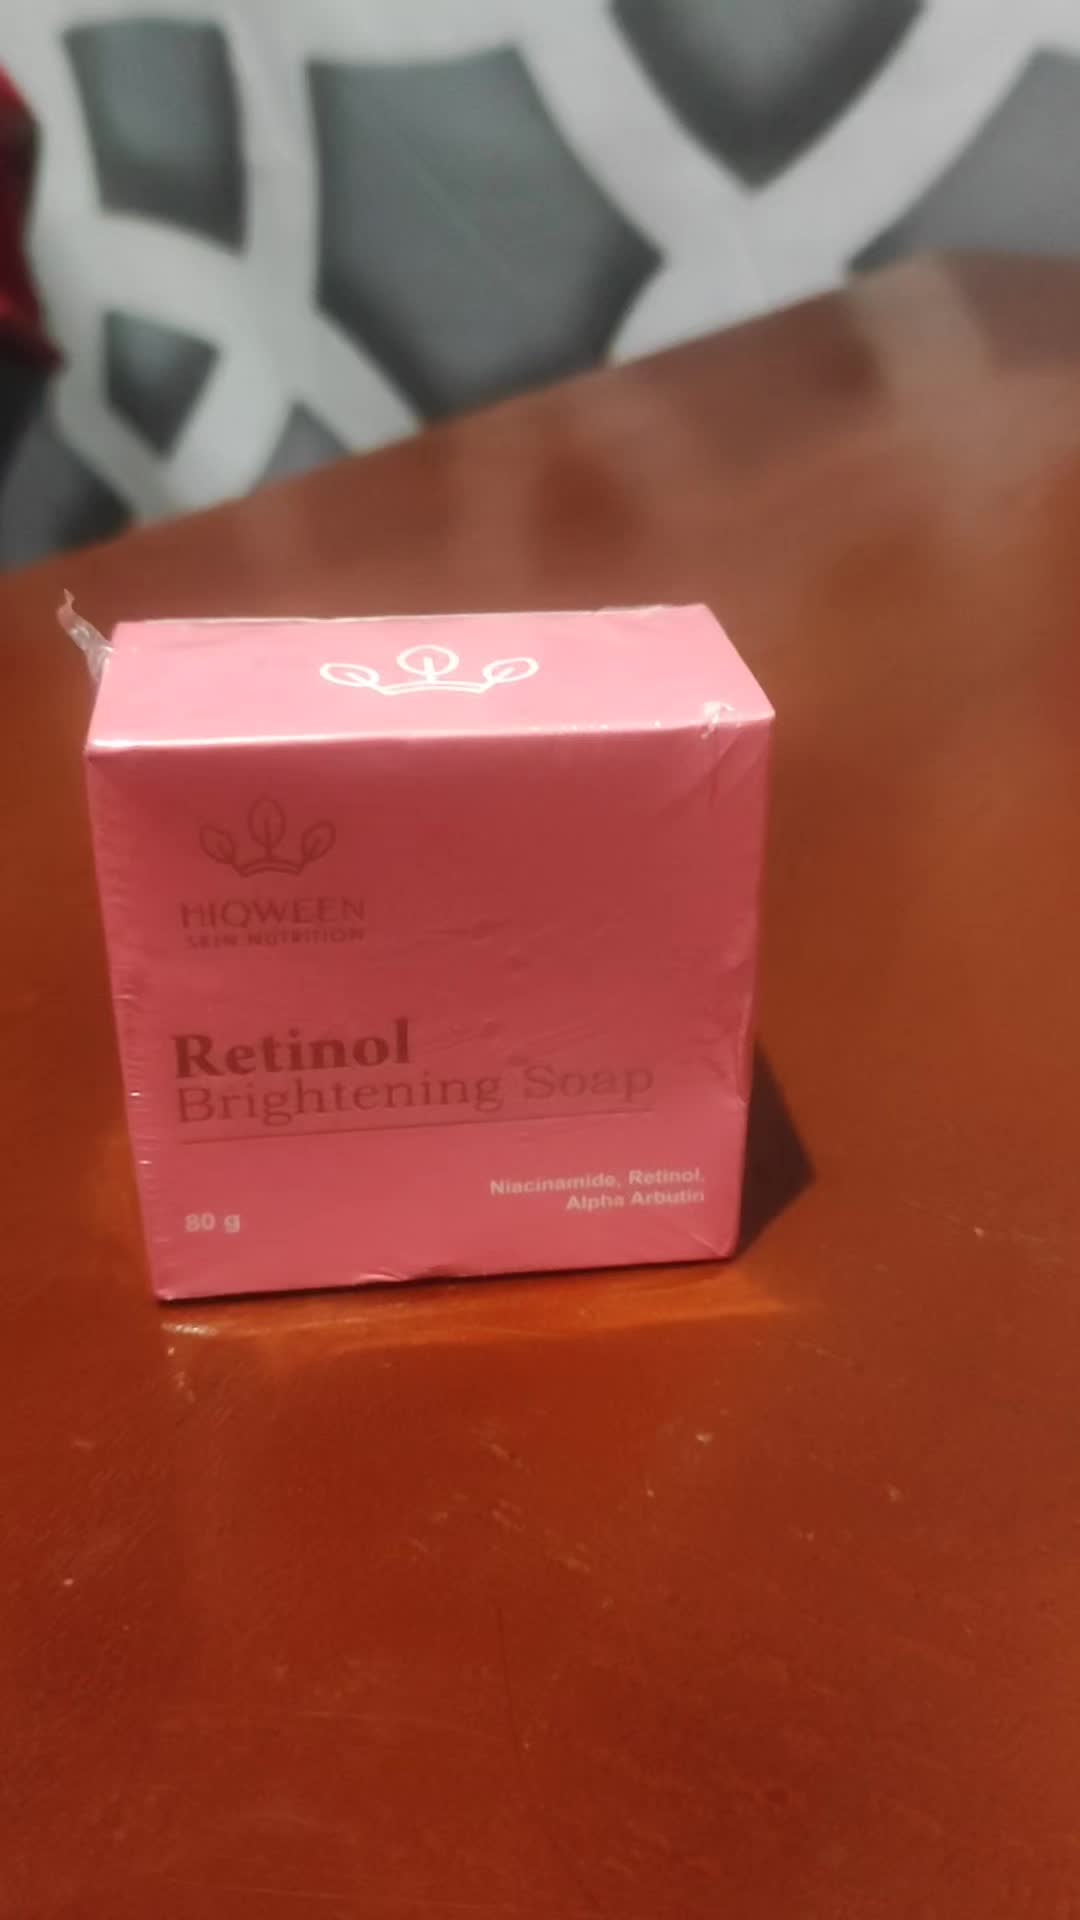 HIQWEEN
SKIN NUTRITION
Retinol
Brightening Soap
Niacinamide, Retinol,
Alpha Arbutin
80 g